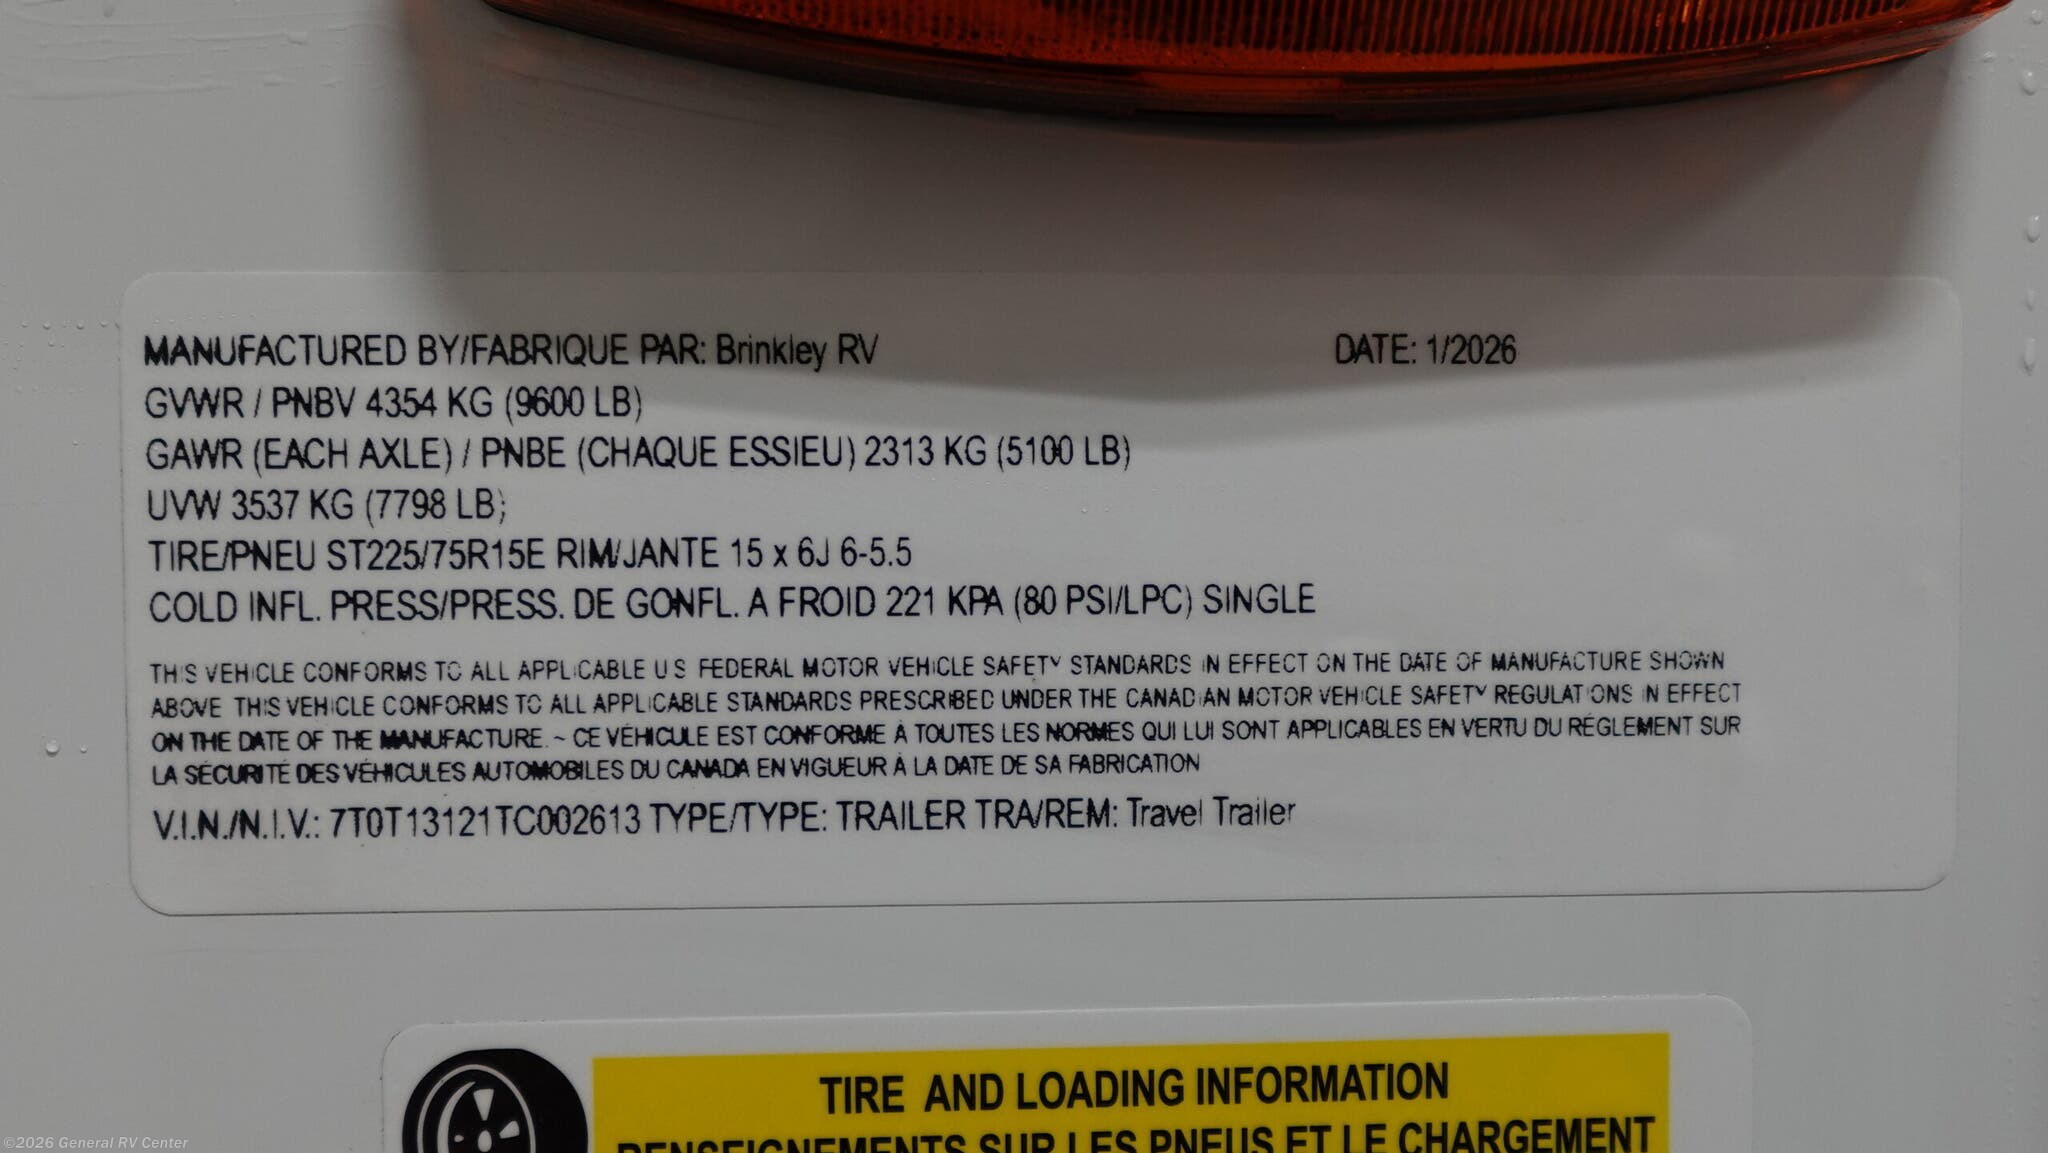 MANUFACTURED BY/FABRIQUE PAR: Brinkley RV DATE: 1/2026
GVWR / PNBV 4354 KG (9600 LB)
GAWR (EACH AXLE) / PNBE (CHAQUE ESSIEU) 2313 KG (5100 LB)
UVW 3537 KG (7798 LB)
TIRE/PNEU ST225/75R15E RIM/JANTE 15 x 6J 6-5.5
COLD INFL. PRESS/PRESS. DE GONFL. A FROID 221 KPA (80 PSI/LPC) SINGLE
THIS VEHICLE CONFORMS TO ALL APPLICABLE U S FEDERAL MOTOR VEHICLE SAFETY STANDARDS IN EFFECT ON THE DATE OF MANUFACTURE SHOWN
ABOVE THIS VEHICLE CONFORMS TO ALL APPLICABLE STANDARDS PRESCRIBED UNDER THE CANADIAN MOTOR VEHICLE SAFETY REGULATIONS IN EFFECT
ON THE DATE OF THE MANUFACTURE. ~ CE VÉHICULE EST CONFORME À TOUTES LES NORMES QUI LUI SONT APPLICABLES EN VERTU DU RÉGLEMENT SUR
LA SÉCURITÉ DES VÉHICULES AUTOMOBILES DU CANADA EN VIGUEUR À LA DATE DE SA FABRICATION
V.I.N./N.I.V.: 7T0T13121TC002613 TYPE/TYPE: TRAILER TRA/REM: Travel Trailer
TIRE AND LOADING INFORMATION
RENSEIGNEMENTS SUR LES PNEUS ET LE CHARGEMENT
©2026 General RV Center